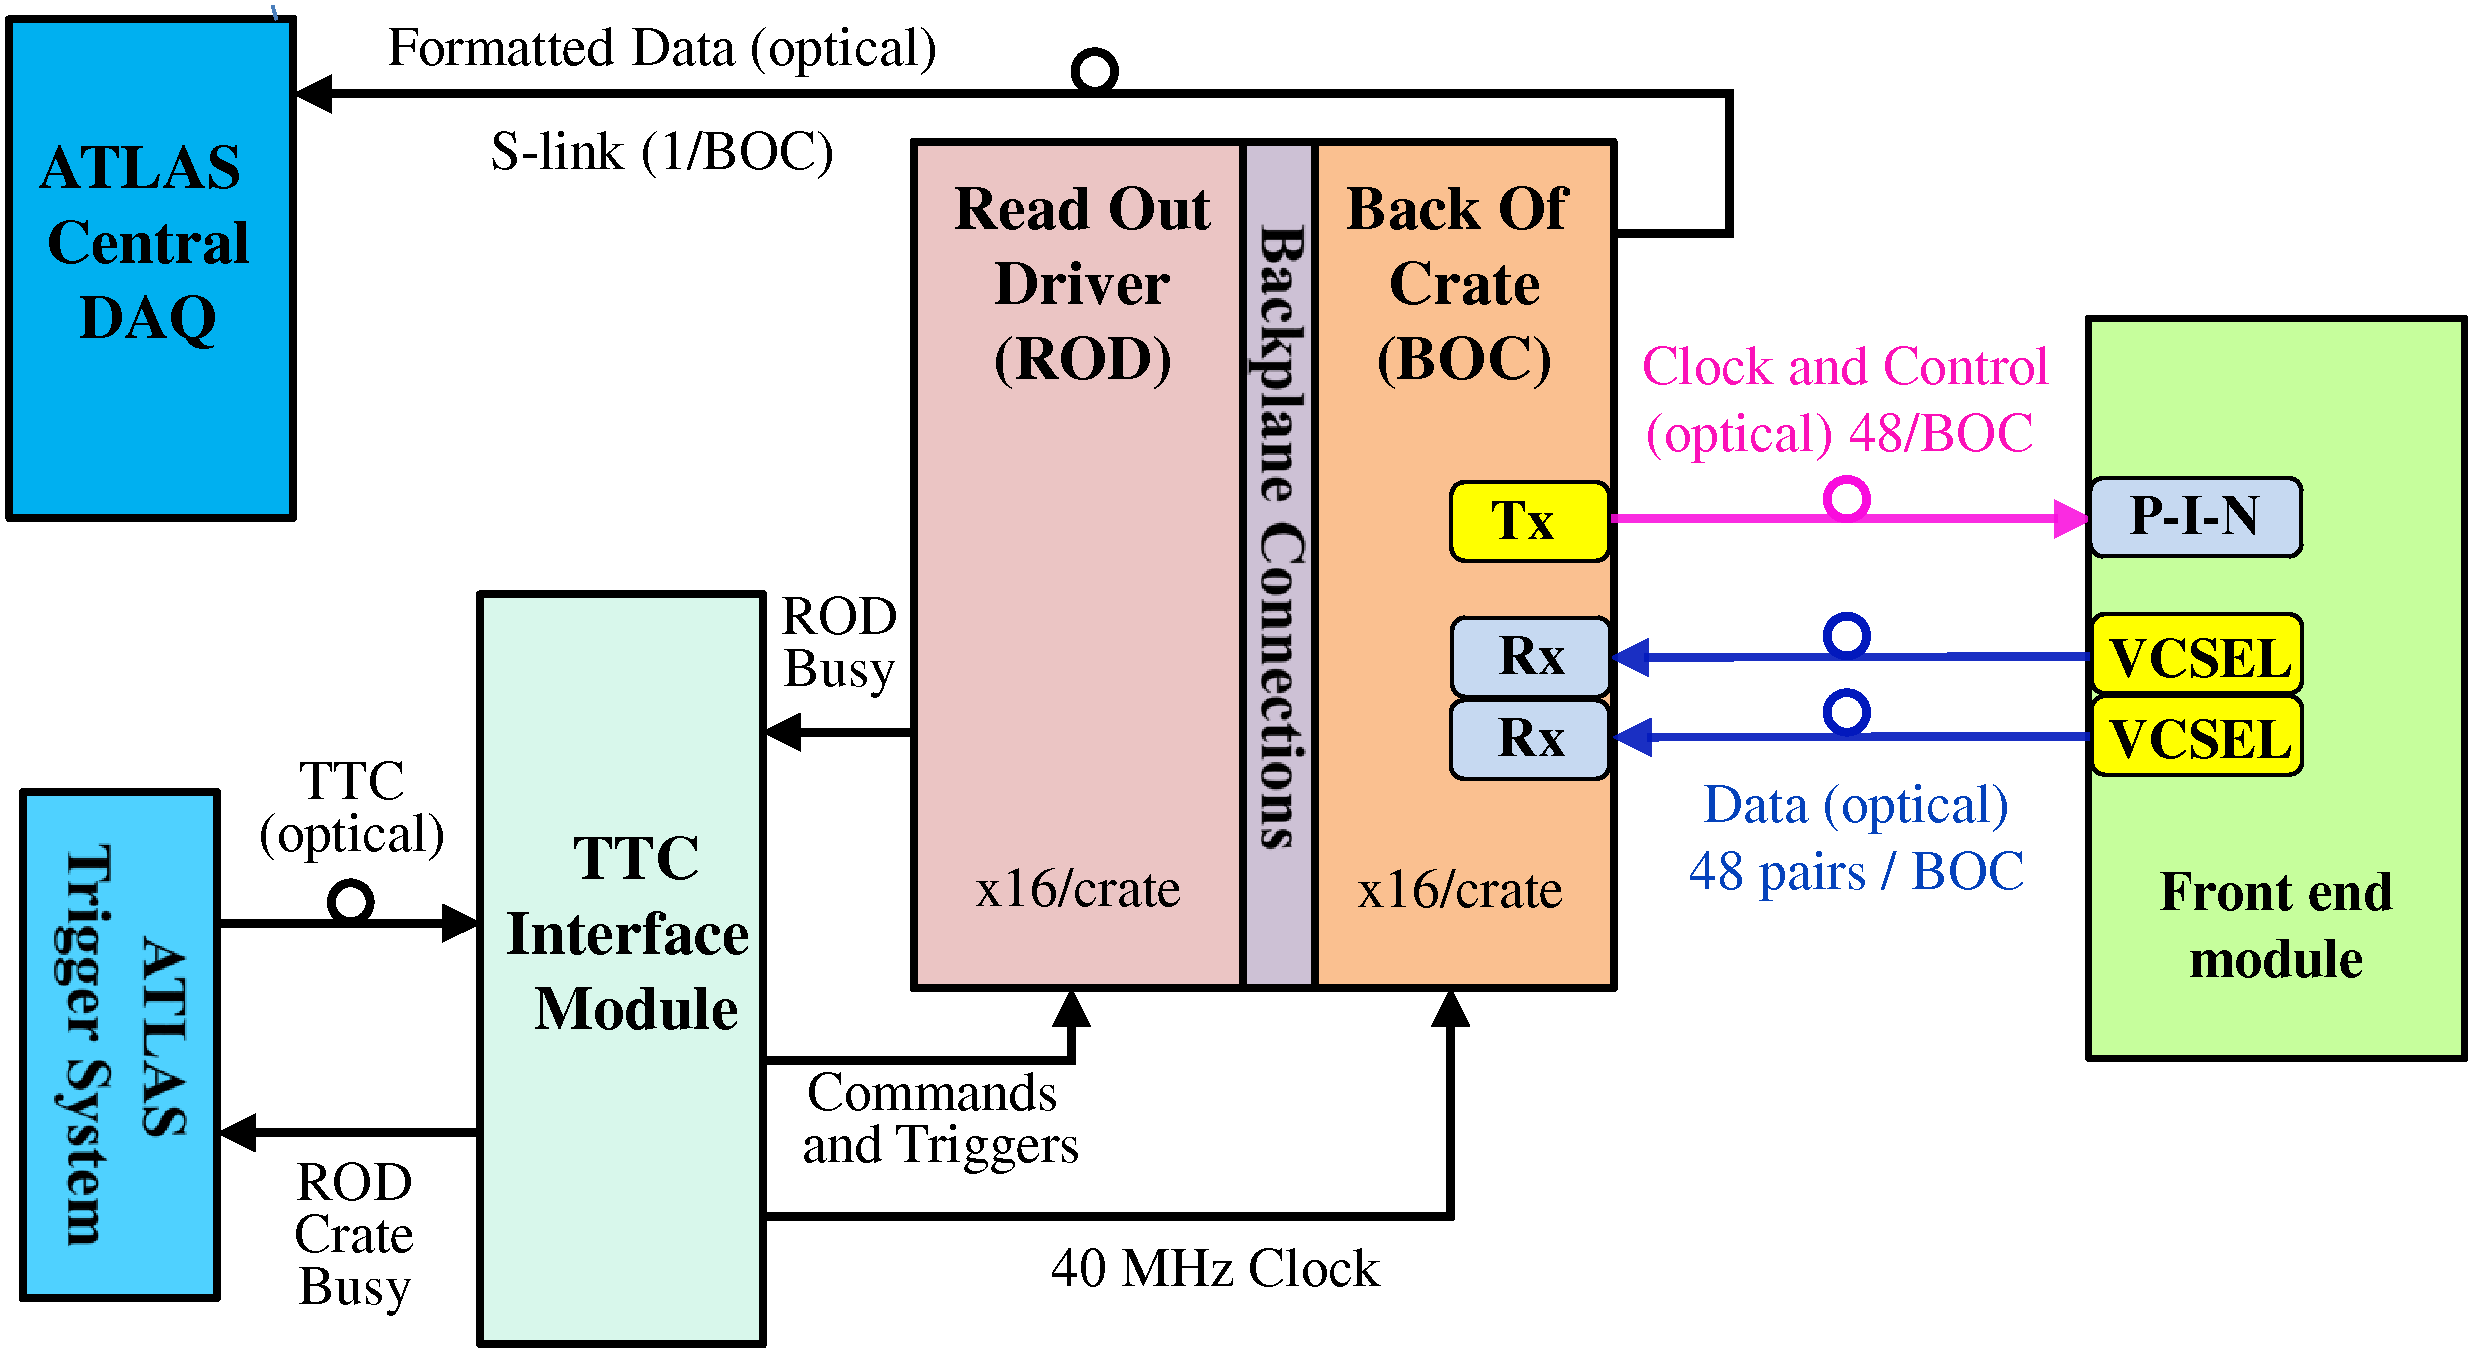 Formatted Data (optical)
S-link (1/BOC)
ATLAS
Central
DAQ
Read Out
Driver
(ROD)
x16/crate
Backplane Connections
Back Of
Crate
(BOC)
Tx
Rx
Rx
x16/crate
Clock and Control
(optical) 48/BOC
Data (optical)
48 pairs / BOC
P-I-N
VCSEL
VCSEL
Front end
module
ROD
Busy
TTC
(optical)
TTC
Interface
Module
ATLAS
Trigger System
ROD
Crate
Busy
Commands
and Triggers
40 MHz Clock